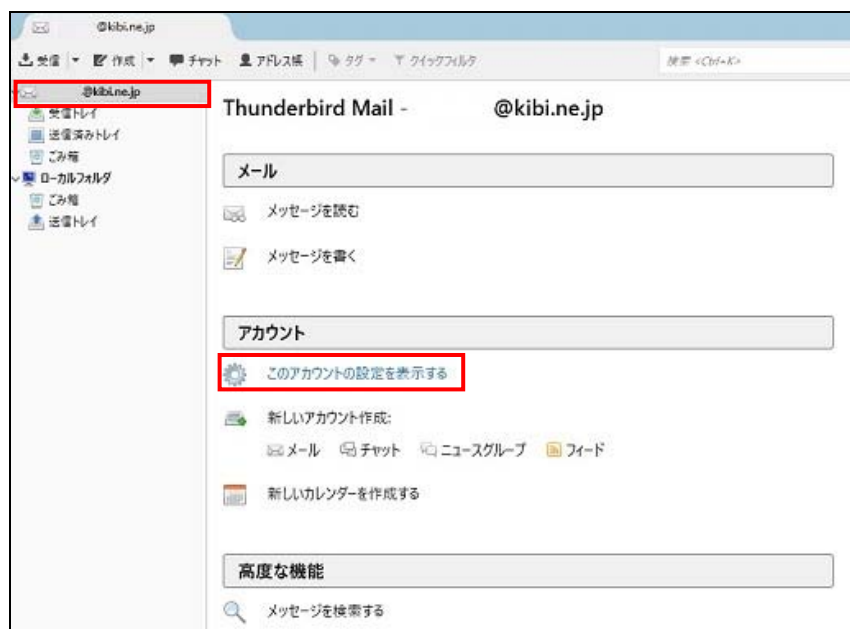 @kibi.ne.jp
受信 作成 チャット アドレス帳 タグ クイックフィルタ 検索 <Ctrl+K>
@kibi.ne.jp
受信トレイ
送信済みトレイ
ごみ箱
ローカルフォルダ
ごみ箱
送信トレイ
Thunderbird Mail - @kibi.ne.jp
メール
メッセージを読む
メッセージを書く
アカウント
このアカウントの設定を表示する
新しいアカウント作成:
メール チャット ニュースグループ フィード
新しいカレンダーを作成する
高度な機能
メッセージを検索する